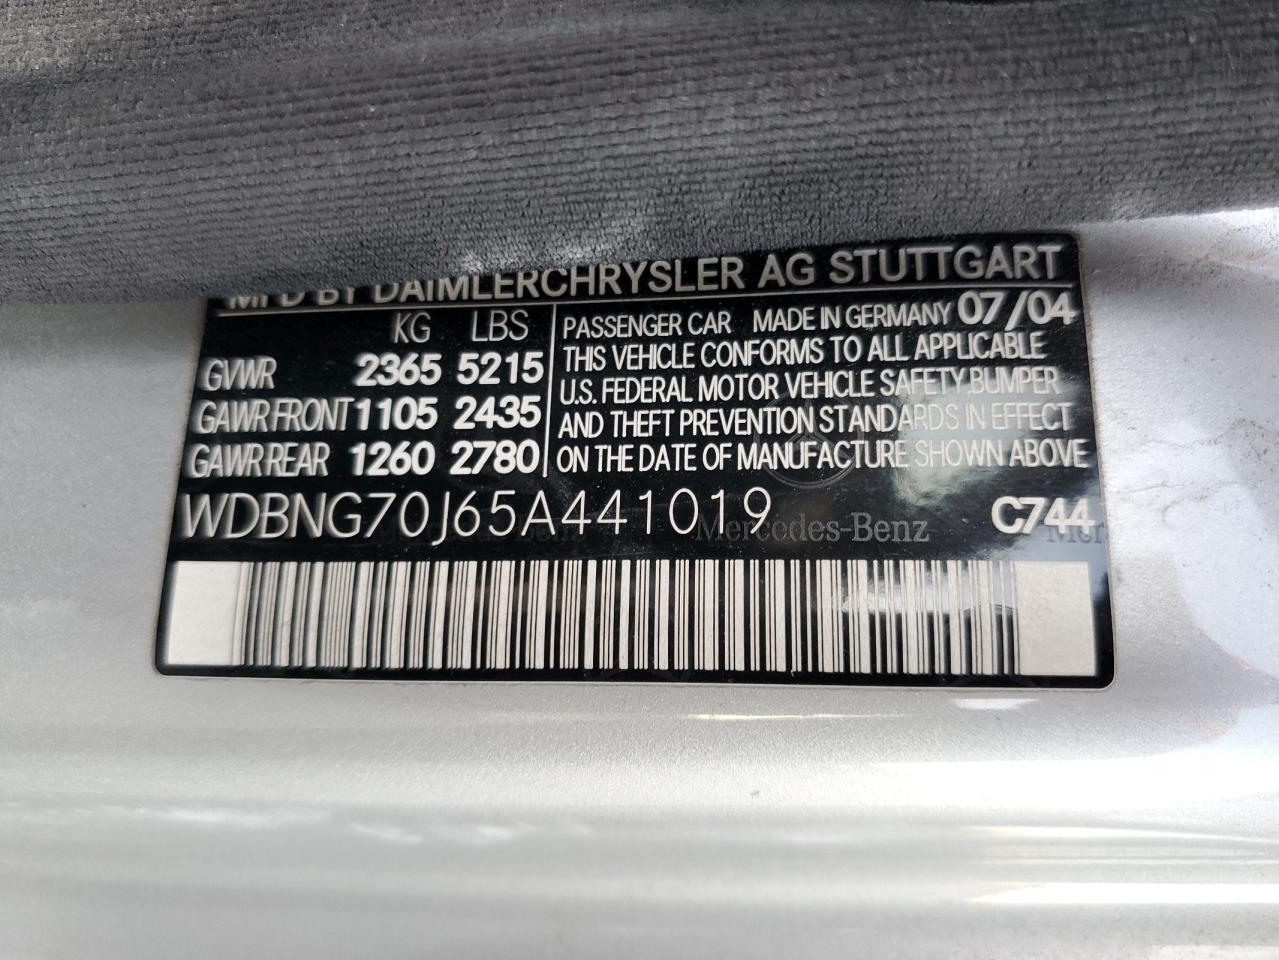 MFD BY DAIMLERCHRYSLER AG STUTTGART
KG LBS
GVWR 2365 5215
GAWR FRONT 1105 2435
GAWR REAR 1260 2780
PASSENGER CAR MADE IN GERMANY 07/04
THIS VEHICLE CONFORMS TO ALL APPLICABLE
U.S. FEDERAL MOTOR VEHICLE SAFETY, BUMPER
AND THEFT PREVENTION STANDARDS IN EFFECT
ON THE DATE OF MANUFACTURE SHOWN ABOVE
WDBNG70J65A441019 C744
Mercedes-Benz Mercedes-Benz